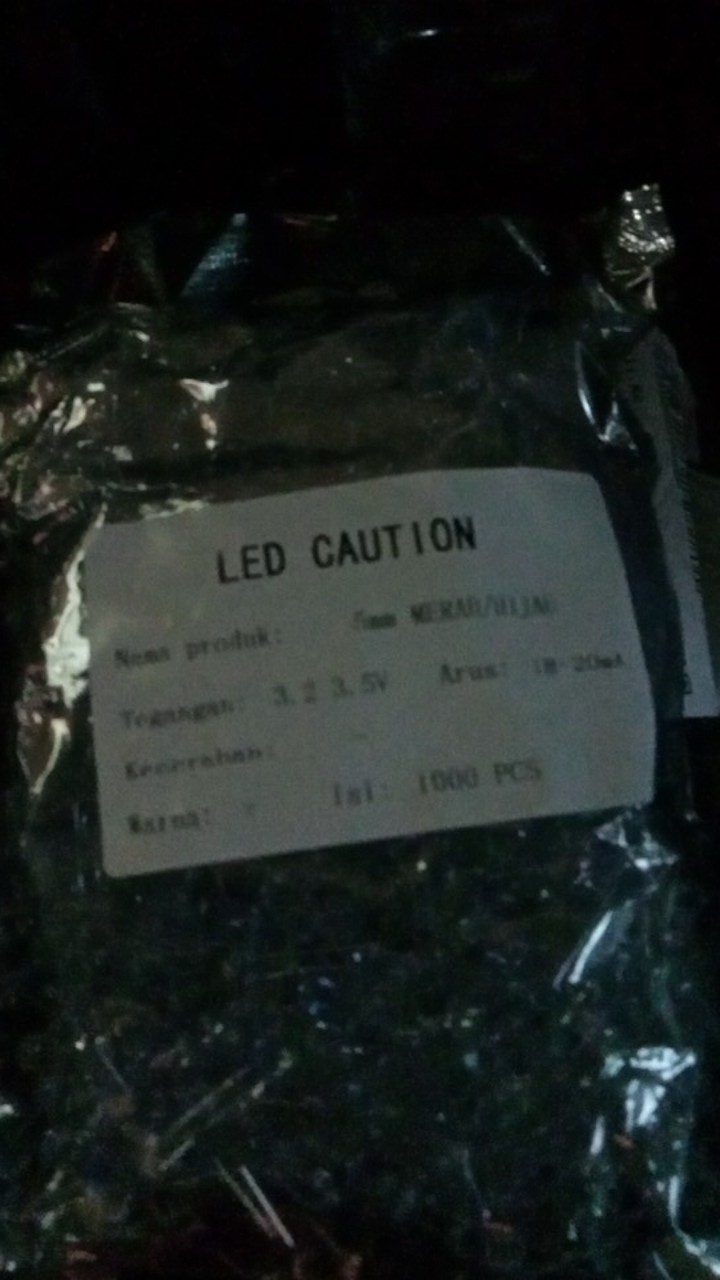 LED CAUTION
Nama produk: 5mm MERAH/HIJAU
Tegangan: 3.2 3.5V Arus: 18-20mA
Kecerahan: -
Warna: - Isi: 1000 PCS